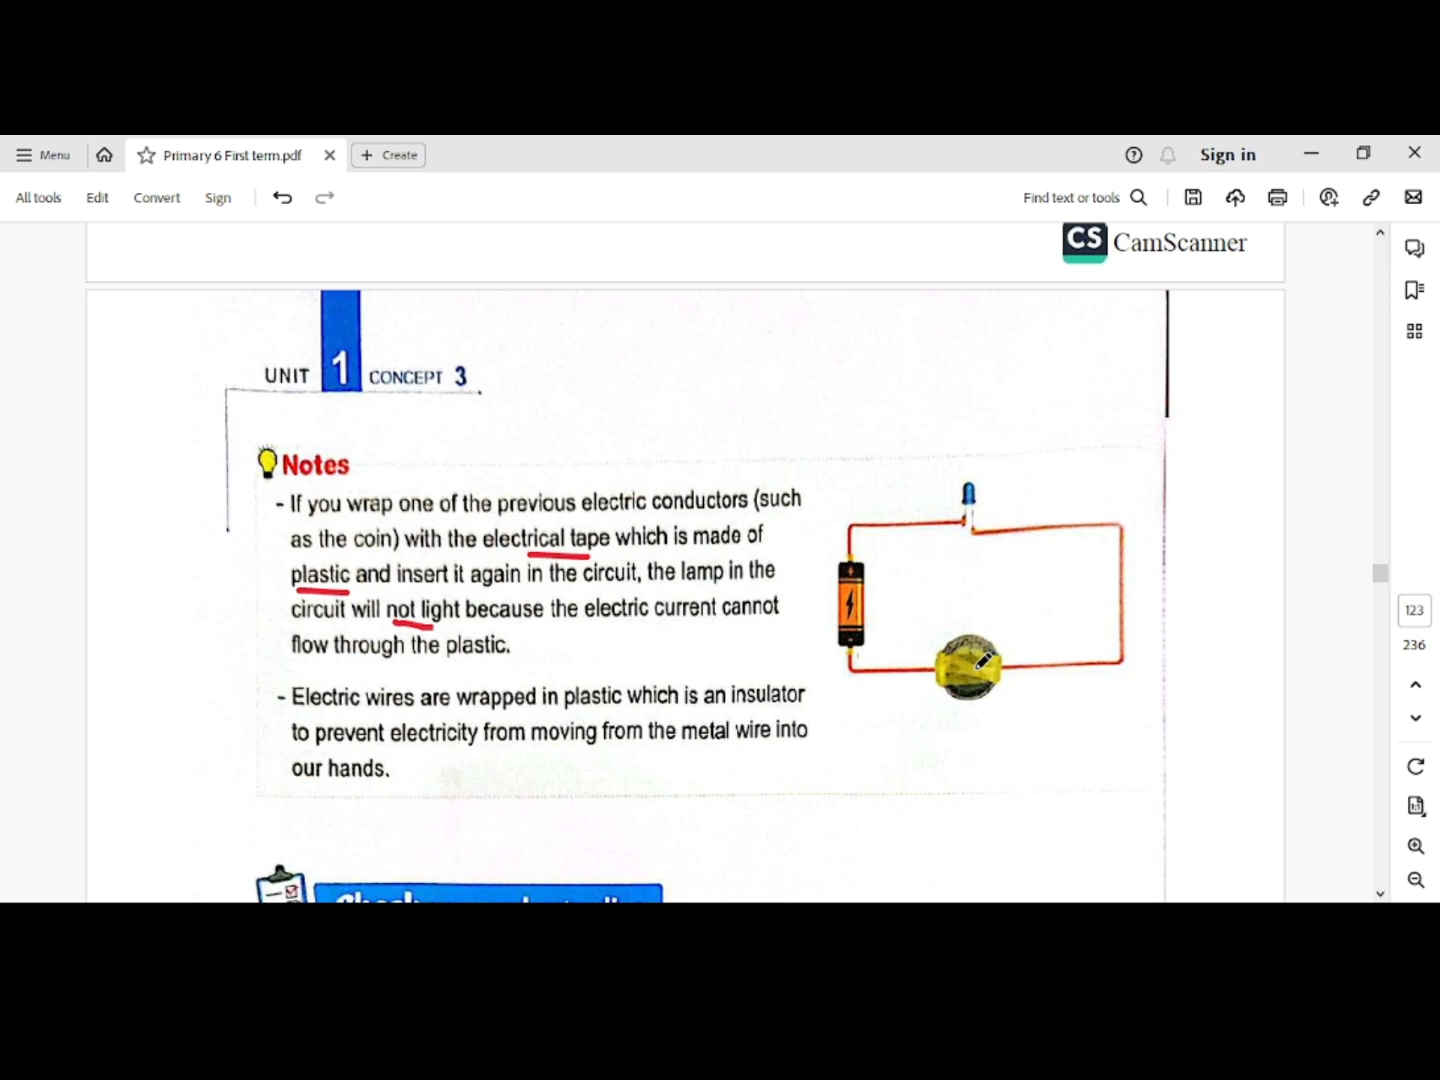 Menu
Primary 6 First term.pdf
Create
Sign in
All tools
Edit
Convert
Sign
Find text or tools
CS CamScanner
UNIT 1 CONCEPT 3
Notes
- If you wrap one of the previous electric conductors (such
as the coin) with the electrical tape which is made of
plastic and insert it again in the circuit, the lamp in the
circuit will not light because the electric current cannot
flow through the plastic.
- Electric wires are wrapped in plastic which is an insulator
to prevent electricity from moving from the metal wire into
our hands.
123
236